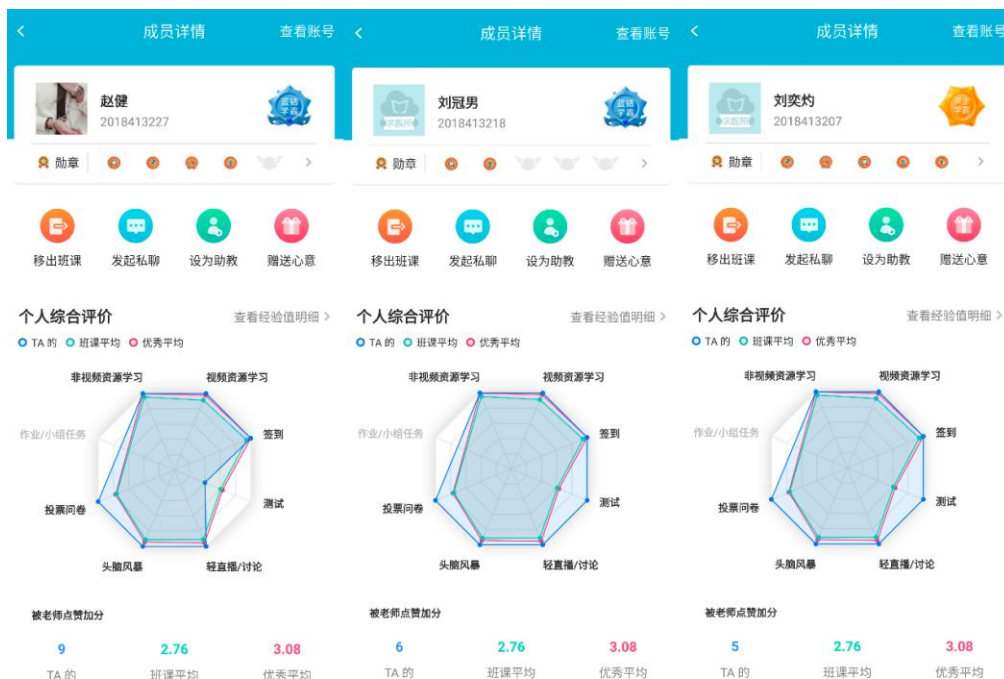 成员详情
查看账号
赵健
2018413227
蓝钻
学霸
勋章
移出班课
发起私聊
设为助教
赠送心意
个人综合评价
查看经验值明细
TA 的 班课平均 优秀平均
非视频资源学习
视频资源学习
作业/小组任务
签到
投票问卷
测试
头脑风暴
轻直播/讨论
被老师点赞加分
9 2.76 3.08
TA 的 班课平均 优秀平均
成员详情
查看账号
刘冠男
2018413218
蓝钻
学霸
勋章
移出班课
发起私聊
设为助教
赠送心意
个人综合评价
查看经验值明细
TA 的 班课平均 优秀平均
非视频资源学习
视频资源学习
作业/小组任务
签到
投票问卷
测试
头脑风暴
轻直播/讨论
被老师点赞加分
6 2.76 3.08
TA 的 班课平均 优秀平均
成员详情
查看账号
刘奕灼
2018413207
黄金
学霸
勋章
移出班课
发起私聊
设为助教
赠送心意
个人综合评价
查看经验值明细
TA 的 班课平均 优秀平均
非视频资源学习
视频资源学习
作业/小组任务
签到
投票问卷
测试
头脑风暴
轻直播/讨论
被老师点赞加分
5 2.76 3.08
TA 的 班课平均 优秀平均